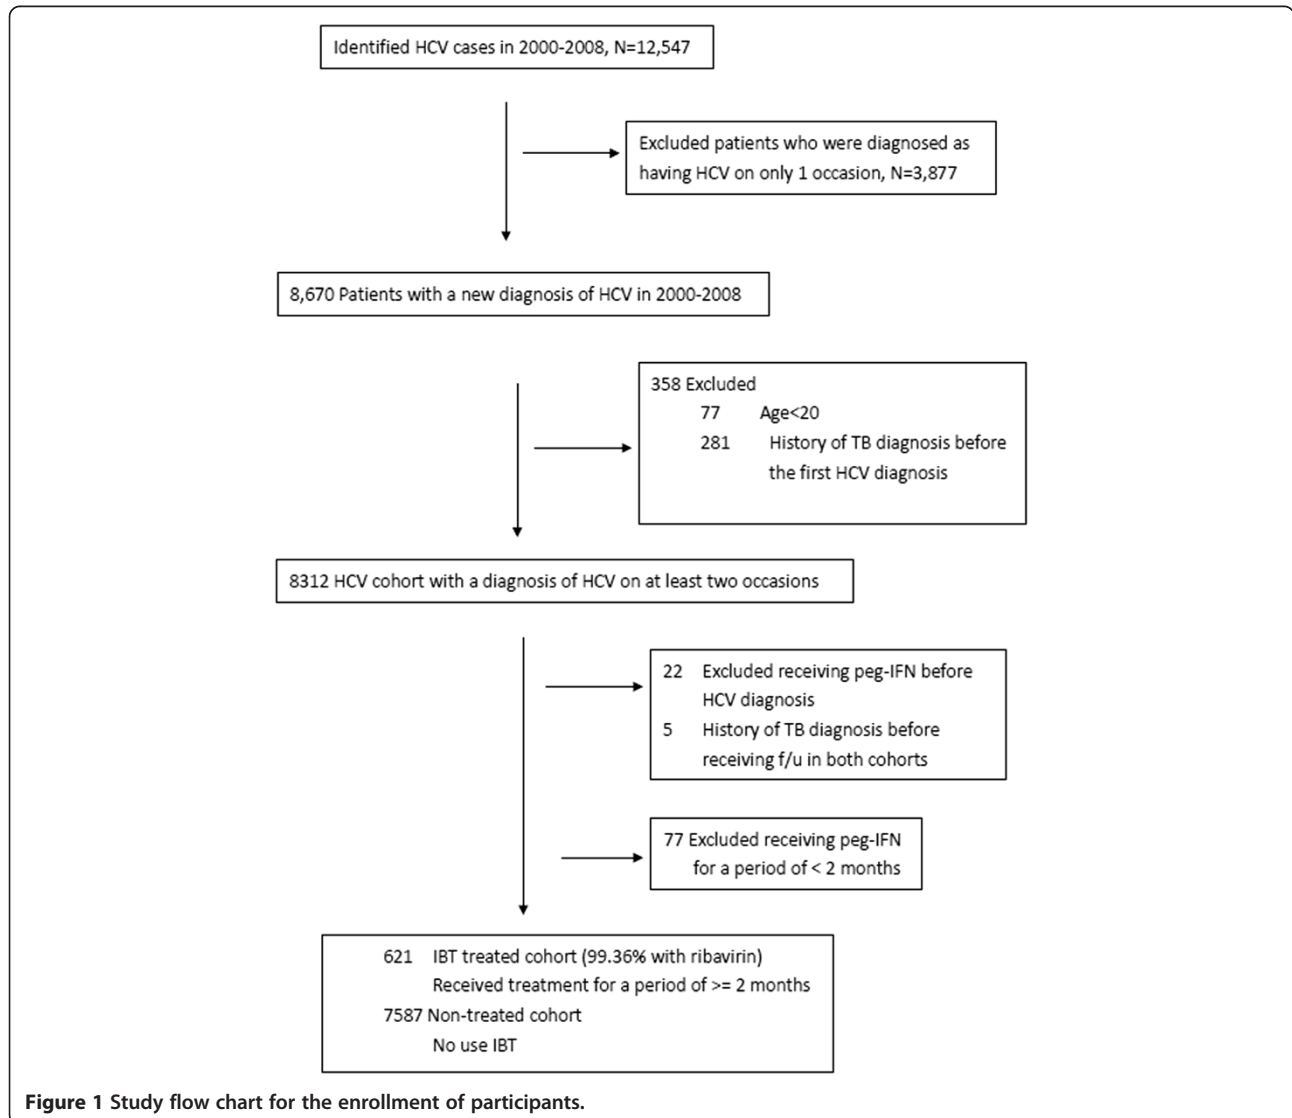 Identified HCV cases in 2000-2008, N=12,547
Excluded patients who were diagnosed as
having HCV on only 1 occasion, N=3,877
8,670 Patients with a new diagnosis of HCV in 2000-2008
358 Excluded
77 Age<20
281 History of TB diagnosis before
the first HCV diagnosis
8312 HCV cohort with a diagnosis of HCV on at least two occasions
22 Excluded receiving peg-IFN before
HCV diagnosis
5 History of TB diagnosis before
receiving f/u in both cohorts
77 Excluded receiving peg-IFN
for a period of < 2 months
621 IBT treated cohort (99.36% with ribavirin)
Received treatment for a period of >= 2 months
7587 Non-treated cohort
No use IBT
Figure 1 Study flow chart for the enrollment of participants.